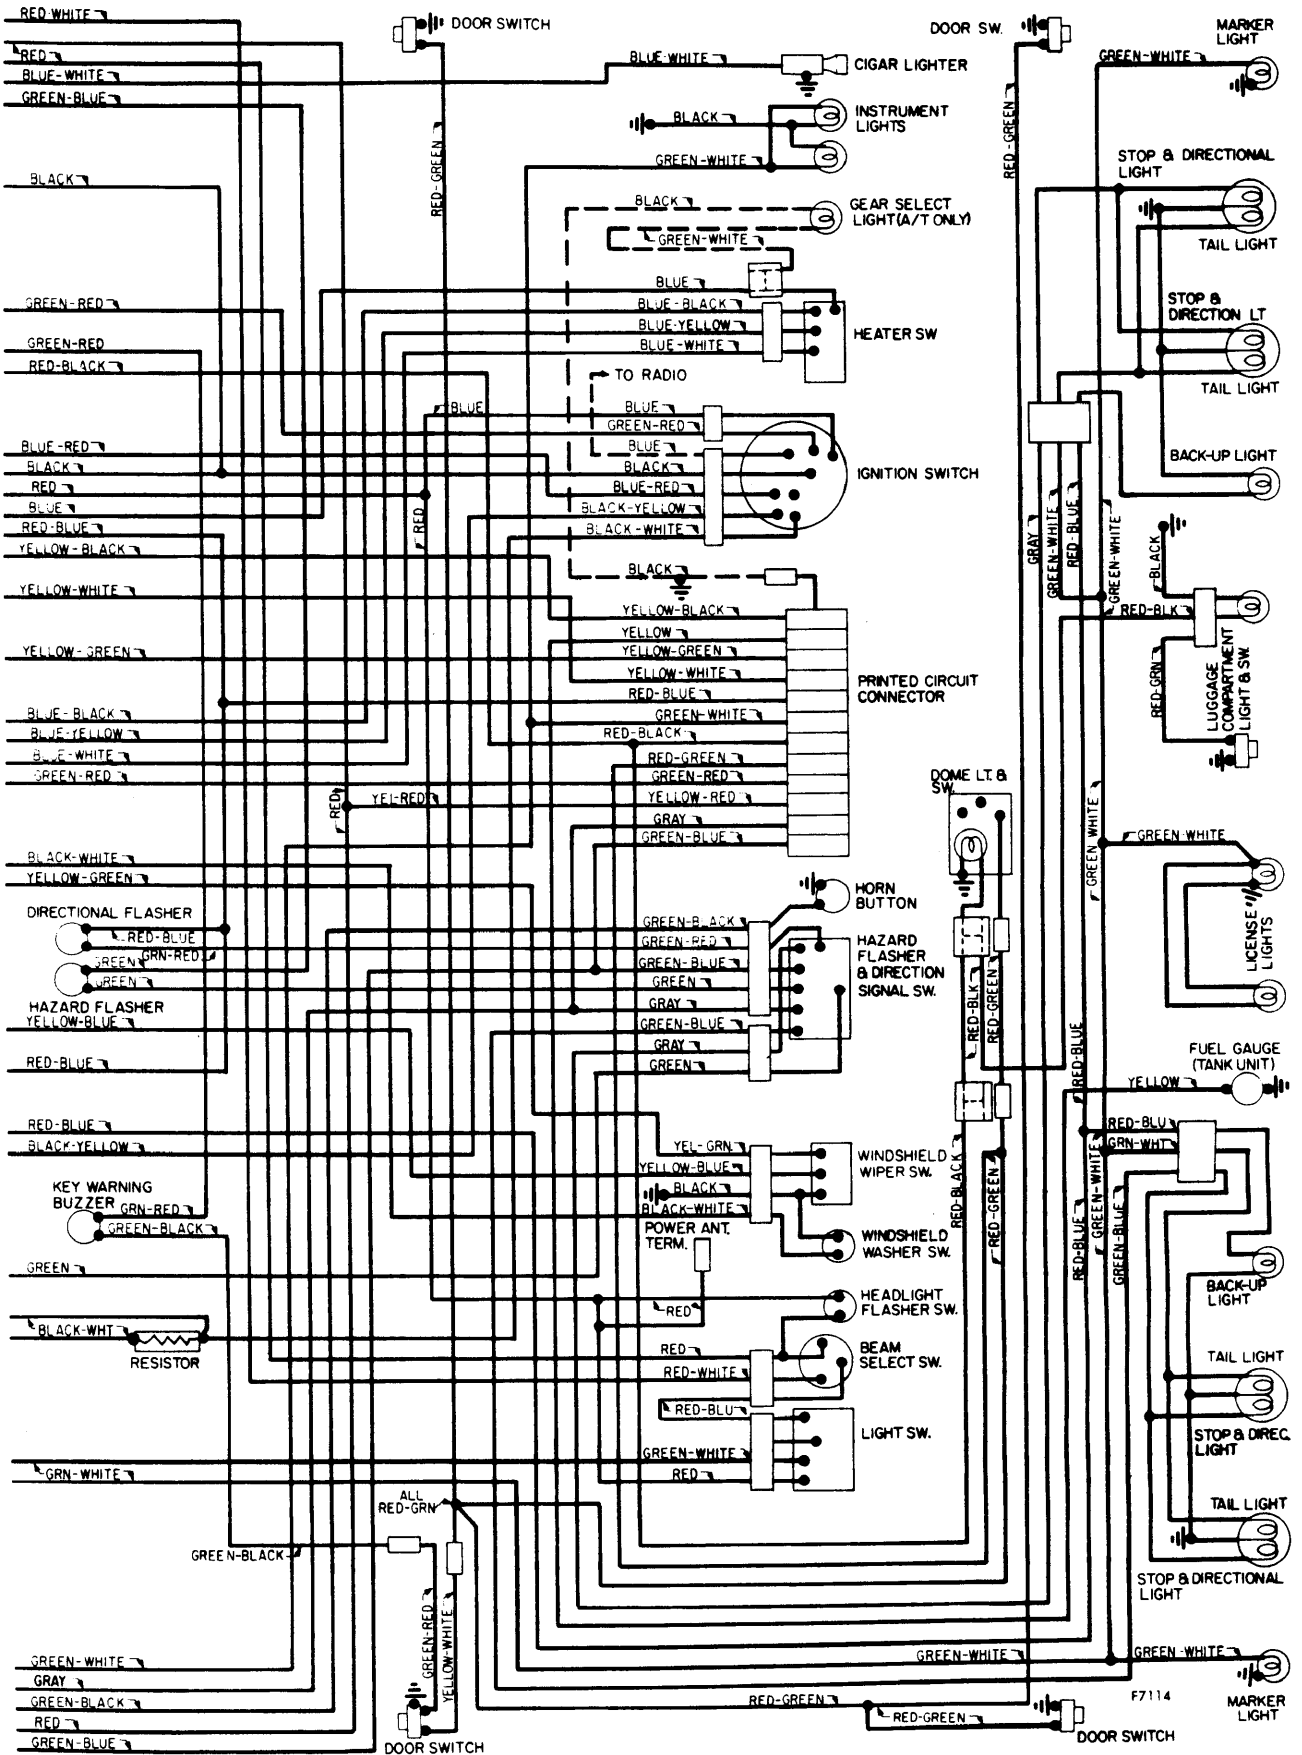 RED-WHITE
RED
BLUE-WHITE
GREEN-BLUE
BLACK
GREEN-RED
GREEN-RED
RED-BLACK
BLUE-RED
BLACK
RED
BLUE
RED-BLUE
YELLOW-BLACK
YELLOW-WHITE
YELLOW-GREEN
BLUE-BLACK
BLUE-YELLOW
BLUE-WHITE
GREEN-RED
BLACK-WHITE
YELLOW-GREEN
DIRECTIONAL FLASHER
RED-BLUE
GRN-RED
GREEN
GREEN
HAZARD FLASHER
YELLOW-BLUE
RED-BLUE
RED-BLUE
BLACK-YELLOW
KEY WARNING
BUZZER
GRN-RED
GREEN-BLACK
GREEN
BLACK-WHT
RESISTOR
GRN-WHITE
GREEN-BLACK
GREEN-WHITE
GRAY
GREEN-BLACK
RED
GREEN-BLUE
DOOR SWITCH
RED-GREEN
BLUE
RED
RED
YEL-RED
ALL
RED-GRN
GREEN-RED
YELLOW-WHITE
DOOR SWITCH
BLUE-WHITE
CIGAR LIGHTER
BLACK
INSTRUMENT
LIGHTS
GREEN-WHITE
BLACK
GEAR SELECT
LIGHT(A/T ONLY)
GREEN-WHITE
BLUE
BLUE-BLACK
BLUE-YELLOW
BLUE-WHITE
HEATER SW
TO RADIO
BLUE
GREEN-RED
BLUE
BLACK
BLUE-RED
BLACK-YELLOW
BLACK-WHITE
IGNITION SWITCH
BLACK
YELLOW-BLACK
YELLOW
YELLOW-GREEN
YELLOW-WHITE
RED-BLUE
GREEN-WHITE
RED-BLACK
RED-GREEN
GREEN-RED
YELLOW-RED
GRAY
GREEN-BLUE
PRINTED CIRCUIT
CONNECTOR
HORN
BUTTON
GREEN-BLACK
GREEN-RED
GREEN-BLUE
GREEN
GRAY
GREEN-BLUE
GRAY
GREEN
HAZARD
FLASHER
& DIRECTION
SIGNAL SW.
YEL-GRN
YELLOW-BLUE
BLACK
BLACK-WHITE
WINDSHIELD
WIPER SW.
POWER ANT.
TERM.
WINDSHIELD
WASHER SW.
RED
HEADLIGHT
FLASHER SW.
RED
RED-WHITE
BEAM
SELECT SW.
RED-BLU
GREEN-WHITE
RED
LIGHT SW.
DOOR SW.
RED-GREEN
DOME LT. &
SW.
RED-BLK
RED-GREEN
RED-BLACK
RED-GREEN
GREEN-WHITE
RED-GREEN
RED-GREEN
DOOR SWITCH
MARKER
LIGHT
GREEN-WHITE
STOP & DIRECTIONAL
LIGHT
TAIL LIGHT
STOP &
DIRECTION LT
TAIL LIGHT
BACK-UP LIGHT
GRAY
GREEN-WHITE
RED-BLUE
GREEN-WHITE
BLACK
RED-BLK
RED-GRN
LUGGAGE
COMPARTMENT
LIGHT & SW.
GREEN WHITE
GREEN WHITE
LICENSE
LIGHTS
RED-BLUE
FUEL GAUGE
(TANK UNIT)
YELLOW
RED-BLU
GRN-WHT
GREEN-WHITE
RED-BLUE
GREEN-BLUE
BACK-UP
LIGHT
TAIL LIGHT
STOP & DIREC.
LIGHT
TAIL LIGHT
STOP & DIRECTIONAL
LIGHT
GREEN-WHITE
F7114
MARKER
LIGHT